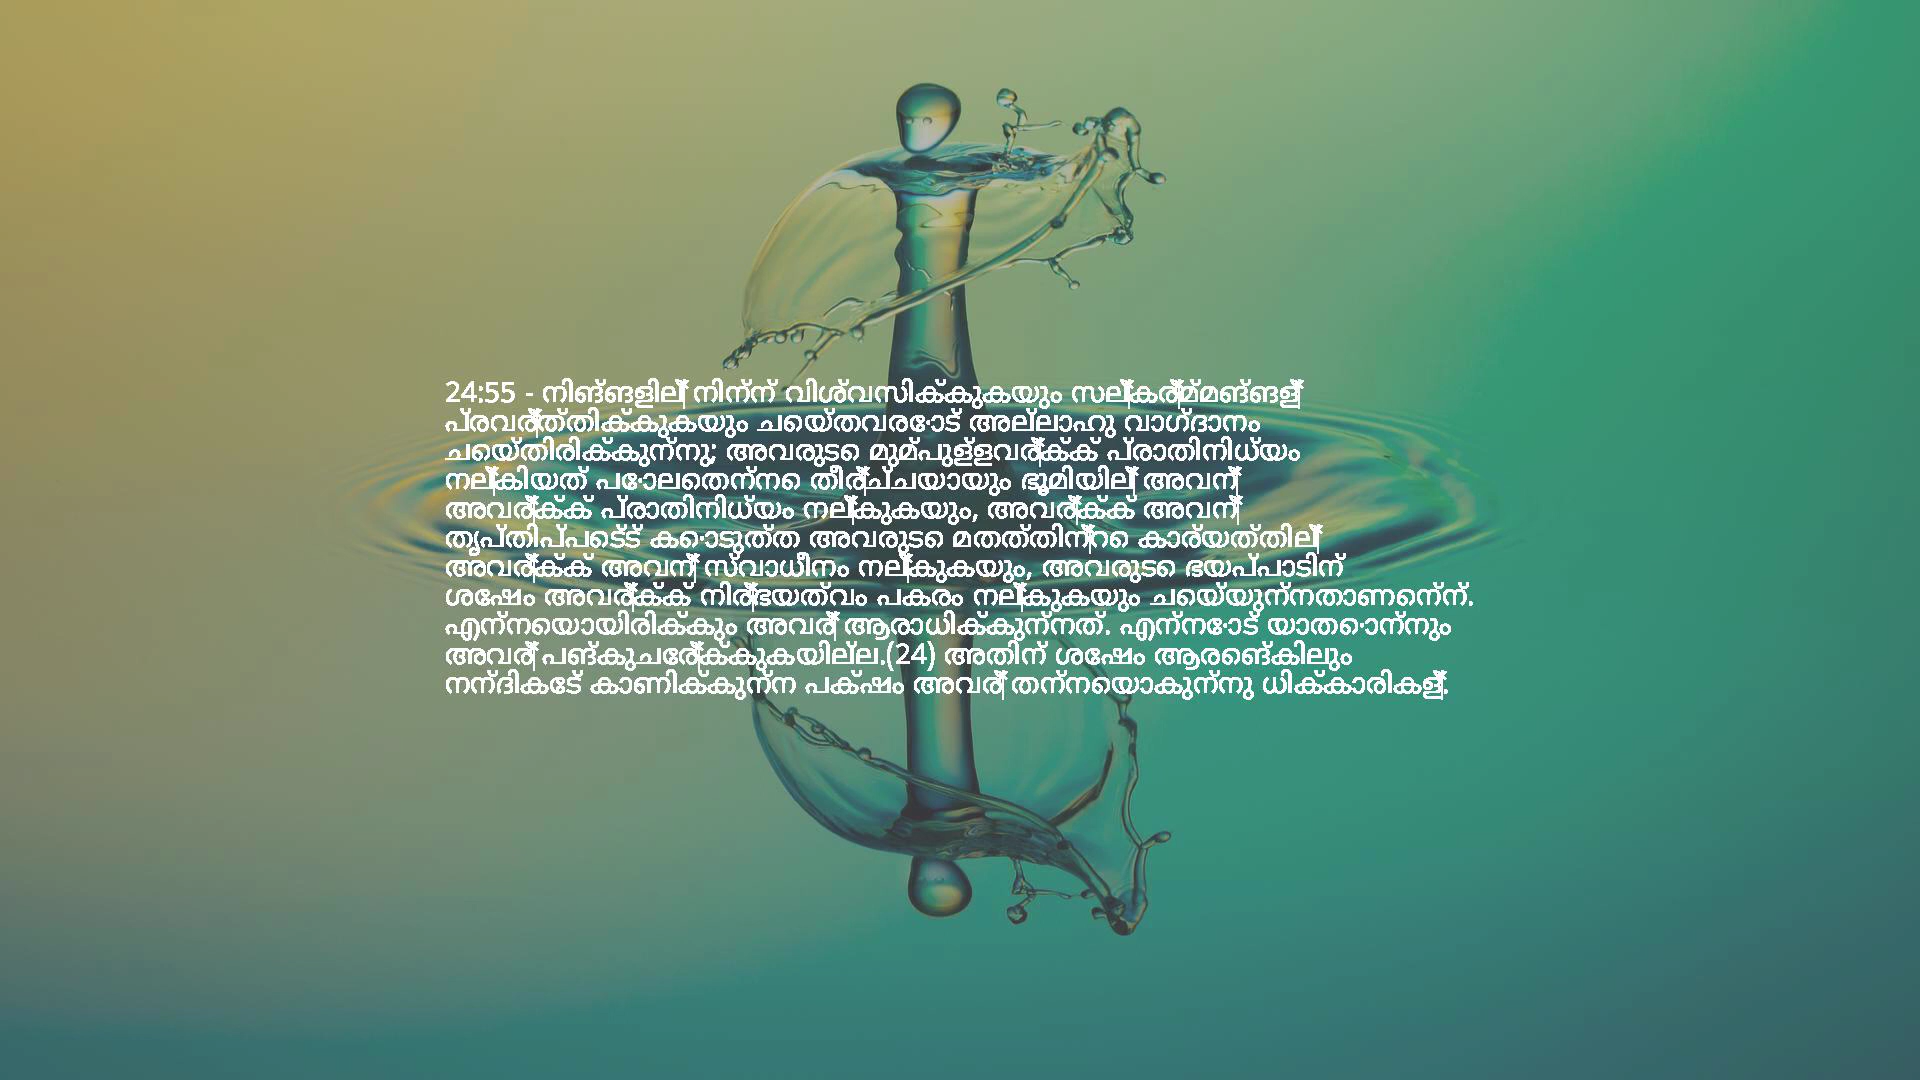 24:55 - നിങ്ങളില്‍ നിന്ന് വിശ്വസിക്കുകയും സല്‍കര്‍മ്മങ്ങള്‍
പ്രവര്‍ത്തിക്കുകയും ചെയ്തവരോട് അല്ലാഹു വാഗ്ദാനം
ചെയ്തിരിക്കുന്നു; അവരുടെ മുമ്പുള്ളവര്‍ക്ക് പ്രാതിനിധ്യം
നല്‍കിയത് പോലെതന്നെ തീര്‍ച്ചയായും ഭൂമിയില്‍ അവന്‍
അവര്‍ക്ക് പ്രാതിനിധ്യം നല്‍കുകയും, അവര്‍ക്ക് അവന്‍
തൃപ്തിപ്പെട്ട് കൊടുത്ത അവരുടെ മതത്തിന്‍റെ കാര്യത്തില്‍
അവര്‍ക്ക് അവന്‍ സ്വാധീനം നല്‍കുകയും, അവരുടെ ഭയപ്പാടിന്
ശേഷം അവര്‍ക്ക് നിര്‍ഭയത്വം പകരം നല്‍കുകയും ചെയ്യുന്നതാണെന്ന്.
എന്നെയായിരിക്കും അവര്‍ ആരാധിക്കുന്നത്. എന്നോട് യാതൊന്നും
അവര്‍ പങ്കുചേര്‍ക്കുകയില്ല.(24) അതിന് ശേഷം ആരെങ്കിലും
നന്ദികേട് കാണിക്കുന്ന പക്ഷം അവര്‍ തന്നെയാകുന്നു ധിക്കാരികള്‍.